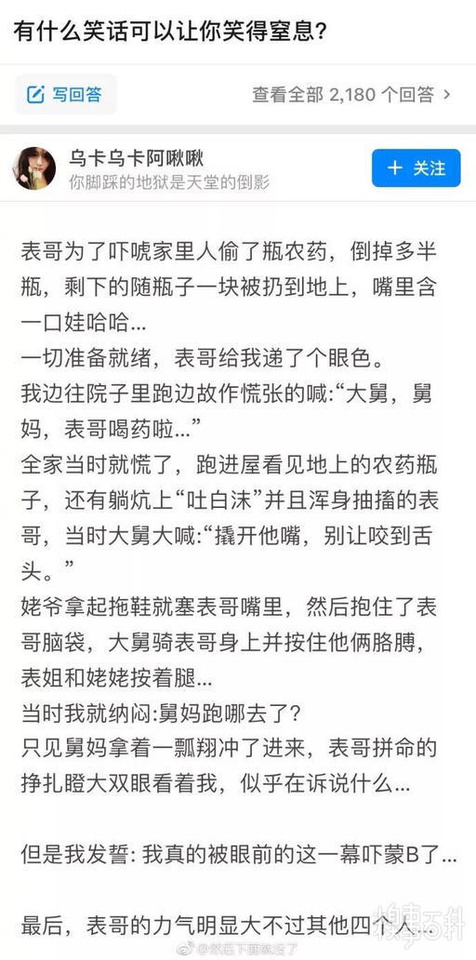 有什么笑话可以让你笑得窒息?
写回答
查看全部 2,180 个回答 >
乌卡乌卡阿啾啾
你脚踩的地狱是天堂的倒影
+ 关注
表哥为了吓唬家里人偷了瓶农药，倒掉多半
瓶，剩下的随瓶子一块被扔到地上，嘴里含
一口娃哈哈...
一切准备就绪，表哥给我递了个眼色。
我边往院子里跑边故作慌张的喊:“大舅，舅
妈，表哥喝药啦...”
全家当时就慌了，跑进屋看见地上的农药瓶
子，还有躺炕上“吐白沫”并且浑身抽搐的表
哥，当时大舅大喊:“撬开他嘴，别让咬到舌
头。”
姥爷拿起拖鞋就塞表哥嘴里，然后抱住了表
哥脑袋，大舅骑表哥身上并按住他俩胳膊，
表姐和姥姥按着腿...
当时我就纳闷:舅妈跑哪去了?
只见舅妈拿着一瓢翔冲了进来，表哥拼命的
挣扎瞪大双眼看着我，似乎在诉说什么...
但是我发誓: 我真的被眼前的这一幕吓蒙B了...
最后，表哥的力气明显大不过其他四个人...
@然后下面就没了